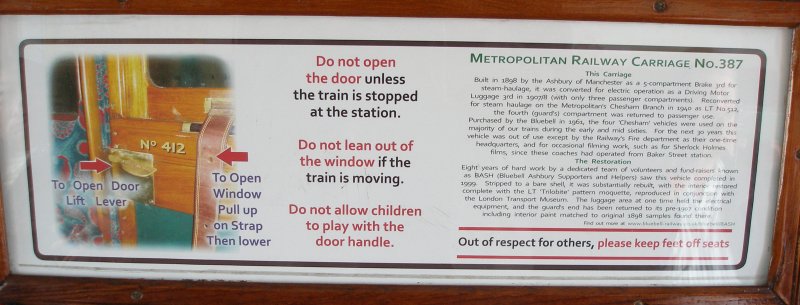 Nº 412
To Open Door
Lift Lever
To Open
Window
Pull up
on Strap
Then lower
Do not open
the door unless
the train is stopped
at the station.
Do not lean out of
the window if the
train is moving.
Do not allow children
to play with the
door handle.
METROPOLITAN RAILWAY CARRIAGE NO.387
This Carriage
Built in 1898 by the Ashbury of Manchester as a 5-compartment Brake 3rd for
steam-haulage, it was converted for electric operation as a Driving Motor
Luggage 3rd in 1907/8 (with only three passenger compartments). Reconverted
for steam haulage on the Metropolitan's Chesham Branch in 1940 as LT No.512,
the fourth (guard's) compartment was returned to passenger use.
Purchased by the Bluebell in 1961, the four 'Chesham' vehicles were used on the
majority of our trains during the early and mid sixties. For the next 30 years this
vehicle was out of use except by the Railway's Fire department as their one-time
headquarters, and for occasional filming work, such as for Sherlock Holmes
films, since these coaches had operated from Baker Street station.
The Restoration
Eight years of hard work by a dedicated team of volunteers and fund-raisers known
as BASH (Bluebell Ashbury Supporters and Helpers) saw this vehicle completed in
1999. Stripped to a bare shell, it was substantially rebuilt, with the interior restored
complete with the LT 'Trilobite' pattern moquette, reproduced in conjunction with
the London Transport Museum. The luggage area at one time held the electrical
equipment, and the guard's end has been returned to its pre-1907 condition
including interior paint matched to original 1898 samples found there.
Find out more at www.bluebell-railway.co.uk/bluebell/BASH
Out of respect for others, please keep feet off seats